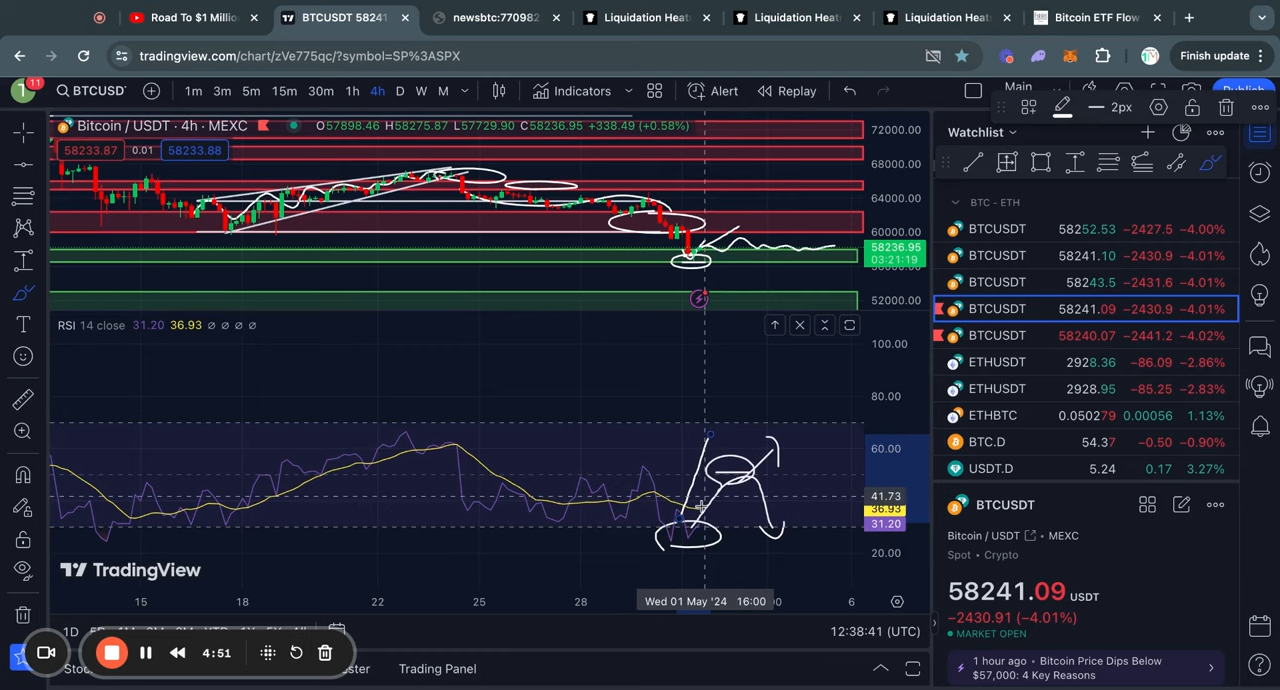 Road To $1 Millio
BTCUSDT 58241
newsbtc:770982
Liquidation Heat
Liquidation Heat
Liquidation Heat
Bitcoin ETF Flow
tradingview.com/chart/zVe775qc/?symbol=SP%3ASPX
Finish update
11
BTCUSD
1m 3m 5m 15m 30m 1h 4h D W M
Indicators
Alert
Replay
Main
Publish
2px
Bitcoin / USDT · 4h · MEXC
O57898.46 H58275.87 L57729.90 C58236.95 +338.49 (+0.58%)
58233.87 0.01 58233.88
72000.00
68000.00
64000.00
60000.00
58236.95
03:21:19
52000.00
RSI 14 close 31.20 36.93 ∅ ∅ ∅ ∅
100.00
80.00
60.00
41.73
36.93
31.20
20.00
TradingView
15 18 22 25 28 6
Wed 01 May '24 16:00
1D
12:38:41 (UTC)
4:51
Trading Panel
Watchlist
BTC - ETH
BTCUSDT 58252.53 −2427.5 −4.00%
BTCUSDT 58241.10 −2430.9 −4.01%
BTCUSDT 58243.5 −2431.6 −4.01%
BTCUSDT 58241.09 −2430.9 −4.01%
BTCUSDT 58240.07 −2441.2 −4.02%
ETHUSDT 2928.36 −86.09 −2.86%
ETHUSDT 2928.95 −85.25 −2.83%
ETHBTC 0.050279 0.00056 1.13%
BTC.D 54.37 −0.50 −0.90%
USDT.D 5.24 0.17 3.27%
BTCUSDT
Bitcoin / USDT • MEXC
Spot • Crypto
58241.09 USDT
−2430.91 (−4.01%)
MARKET OPEN
1 hour ago • Bitcoin Price Dips Below
$57,000: 4 Key Reasons